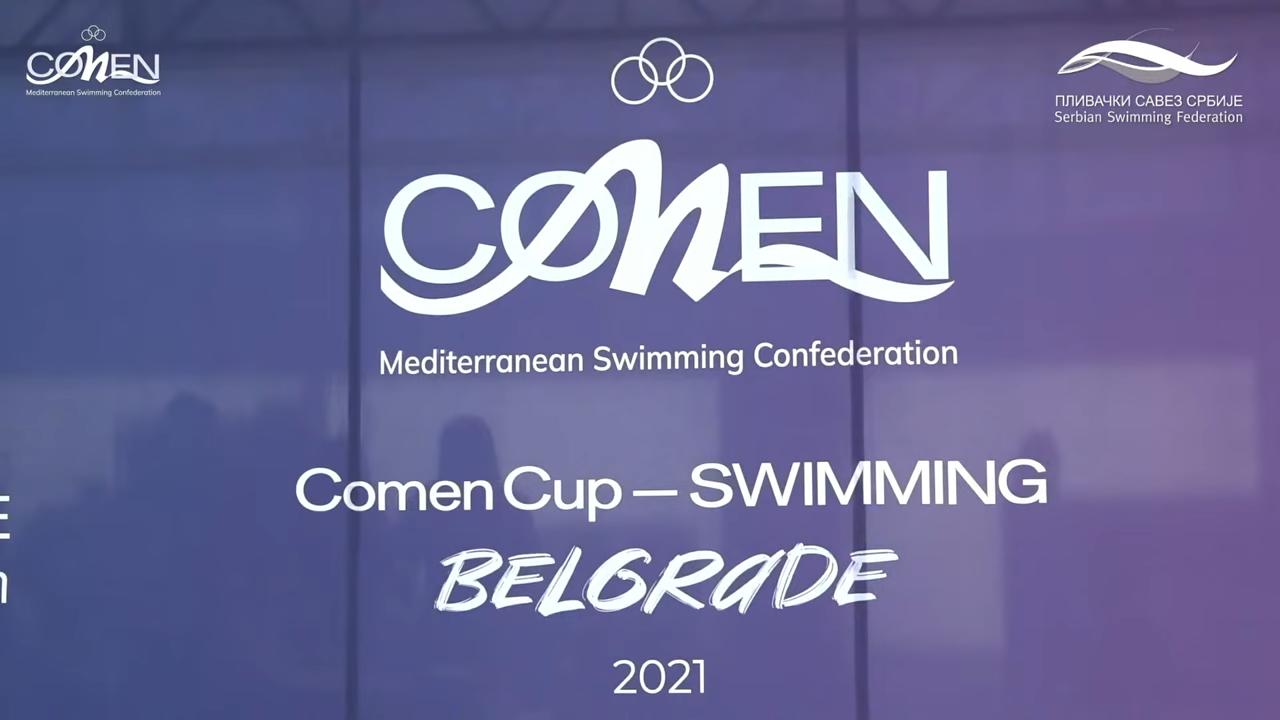 COMEN
Mediterranean Swimming Confederation
ПЛИВАЧКИ САВЕЗ СРБИЈЕ
Serbian Swimming Federation
COMEN
Mediterranean Swimming Confederation
Comen Cup – SWIMMING
BELGRADE
2021